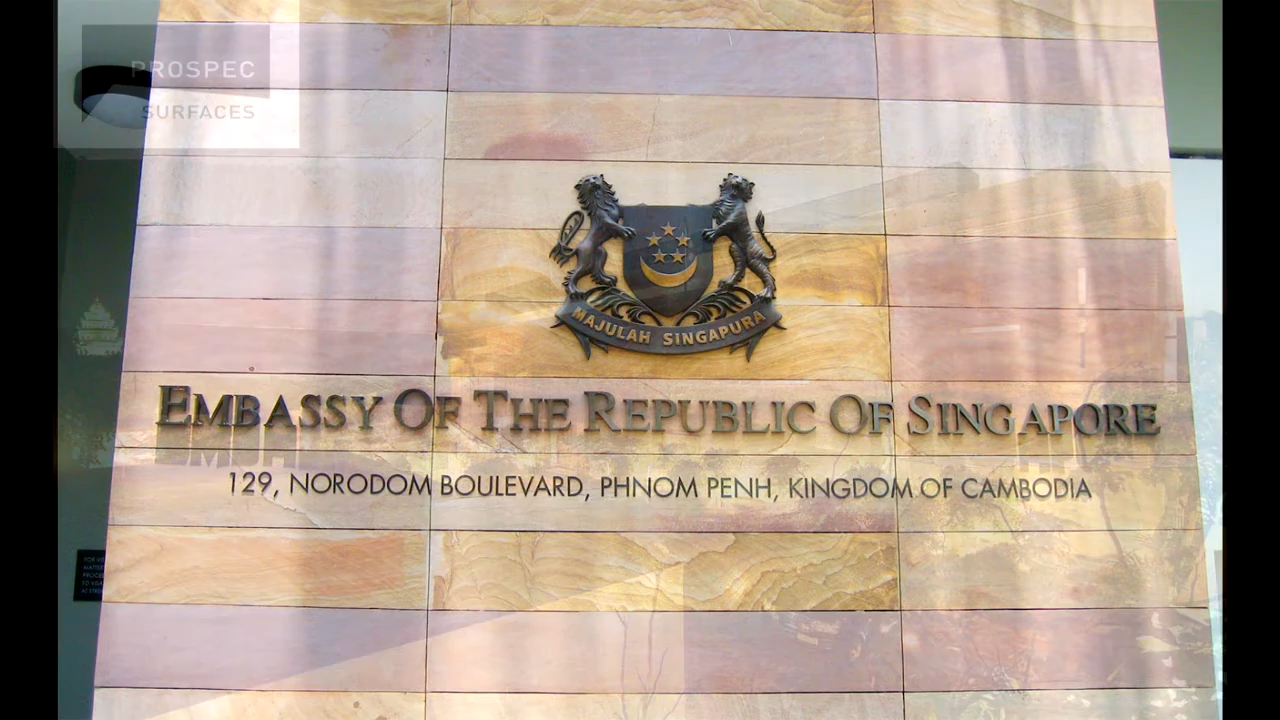 PROSPEC
SURFACES
MAJULAH SINGAPURA
EMBASSY OF THE REPUBLIC OF SINGAPORE
129, NORODOM BOULEVARD, PHNOM PENH, KINGDOM OF CAMBODIA